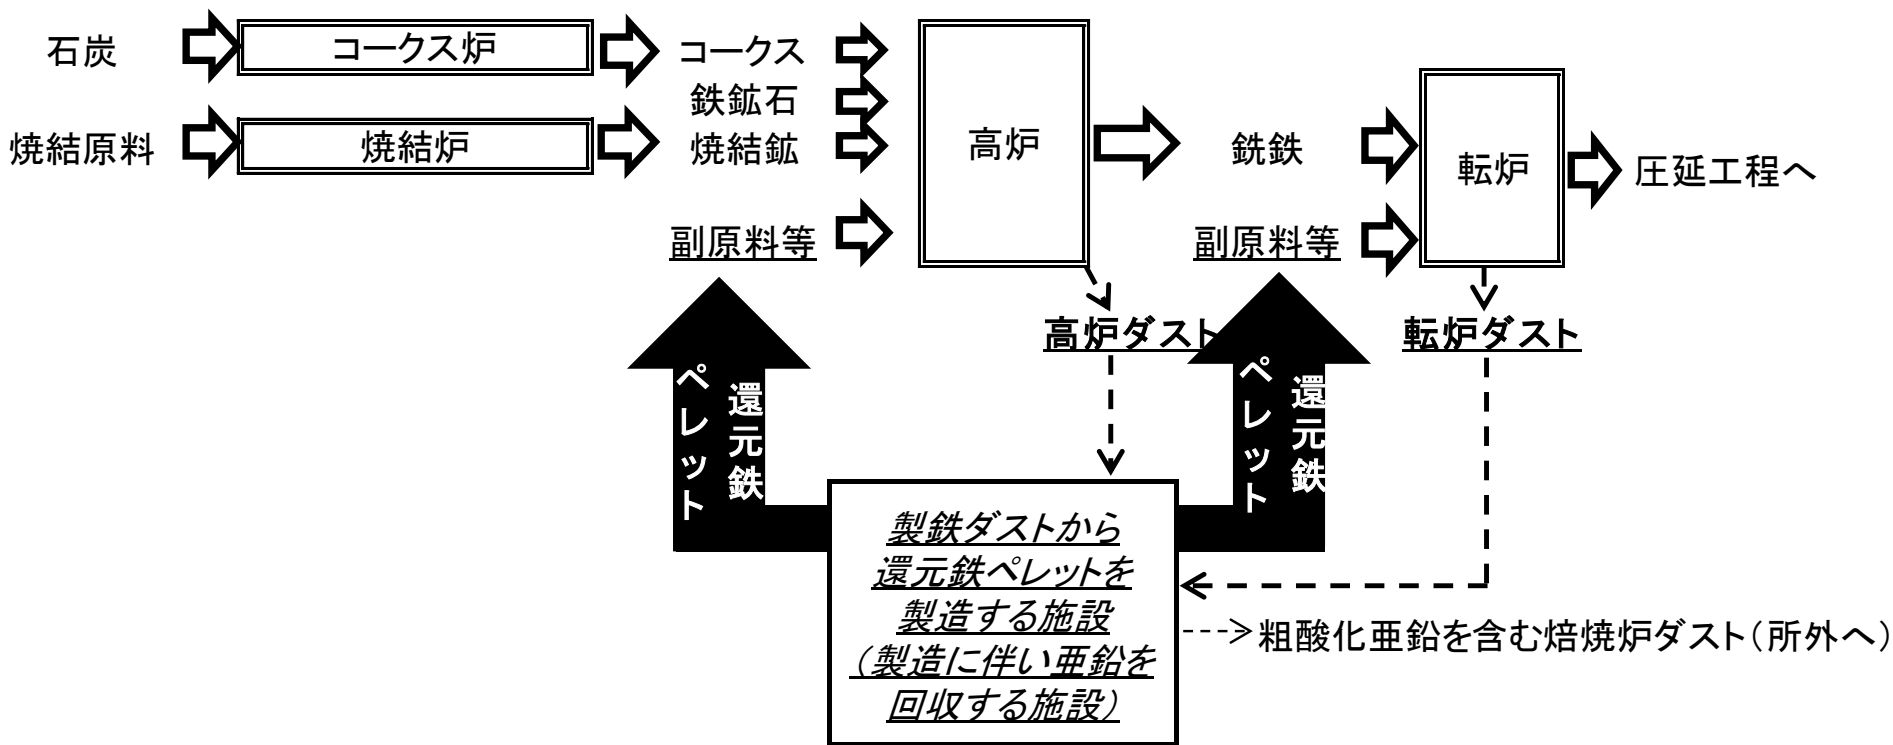 石炭
コークス炉
コークス
鉄鉱石
焼結原料
焼結炉
焼結鉱
副原料等
高炉
銑鉄
副原料等
転炉
圧延工程へ
高炉ダスト
転炉ダスト
還元鉄
ペレット
還元鉄
ペレット
製鉄ダストから
還元鉄ペレットを
製造する施設
（製造に伴い亜鉛を
回収する施設）
粗酸化亜鉛を含む焙焼炉ダスト（所外へ）